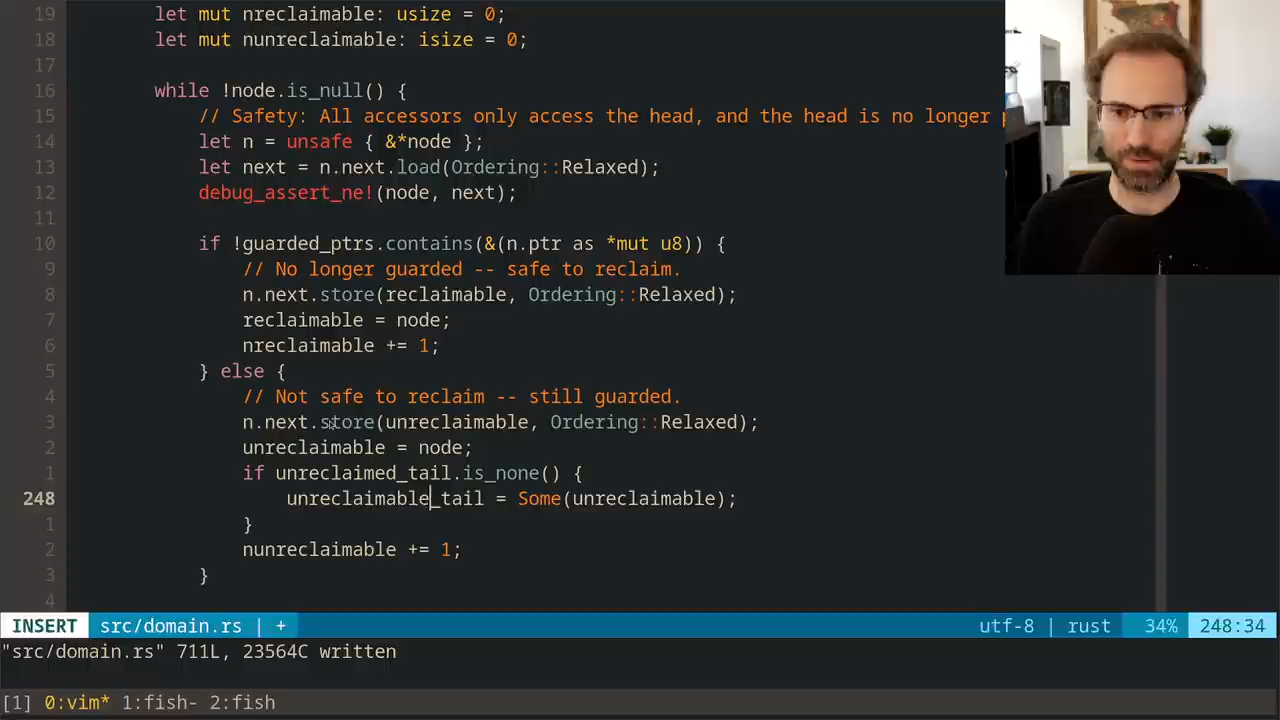 19 let mut nreclaimable: usize = 0;
18 let mut nunreclaimable: isize = 0;
17
16 while !node.is_null() {
15 // Safety: All accessors only access the head, and the head is no longer
14 let n = unsafe { &*node };
13 let next = n.next.load(Ordering::Relaxed);
12 debug_assert_ne!(node, next);
11
10 if !guarded_ptrs.contains(&(n.ptr as *mut u8)) {
9 // No longer guarded -- safe to reclaim.
8 n.next.store(reclaimable, Ordering::Relaxed);
7 reclaimable = node;
6 nreclaimable += 1;
5 } else {
4 // Not safe to reclaim -- still guarded.
3 n.next.store(unreclaimable, Ordering::Relaxed);
2 unreclaimable = node;
1 if unreclaimed_tail.is_none() {
248 unreclaimable_tail = Some(unreclaimable);
1 }
2 nunreclaimable += 1;
3 }
4
INSERT src/domain.rs | + utf-8 | rust 34% 248:34
"src/domain.rs" 711L, 23564C written
[1] 0:vim* 1:fish- 2:fish